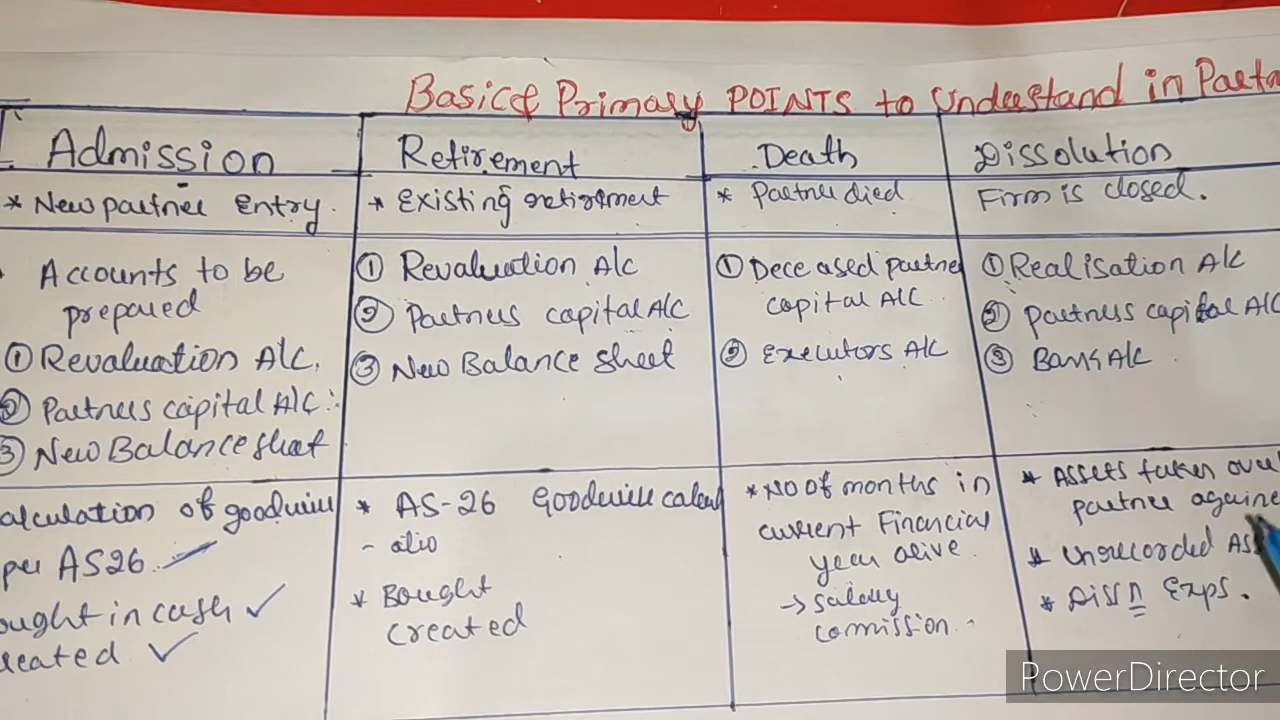 Basic & Primary POINTS to Understand in Partn
Admission
* New partner Entry.
Accounts to be
prepared
① Revaluation A/c.
② Partners capital A/c.
③ New Balance sheet
alculation of goodwill
per AS26
ought in cash ✓
reated ✓
Retirement
* Existing retirement
① Revaluation A/c
② Partners capital A/c
③ New Balance sheet
* AS-26 Goodwill calcul
- also
* Bought
created
Death
* Partner died
① Deceased partner
capital A/c
② Executors A/c
* No of months in
current Financial
year alive.
→ salary
commission
Dissolution
Firm is closed.
① Realisation A/c
② partners capital A/c
③ Bank A/c
* Assets taken over
partner against
* Unrecorded Ass
* Dissn Exps.
PowerDirector